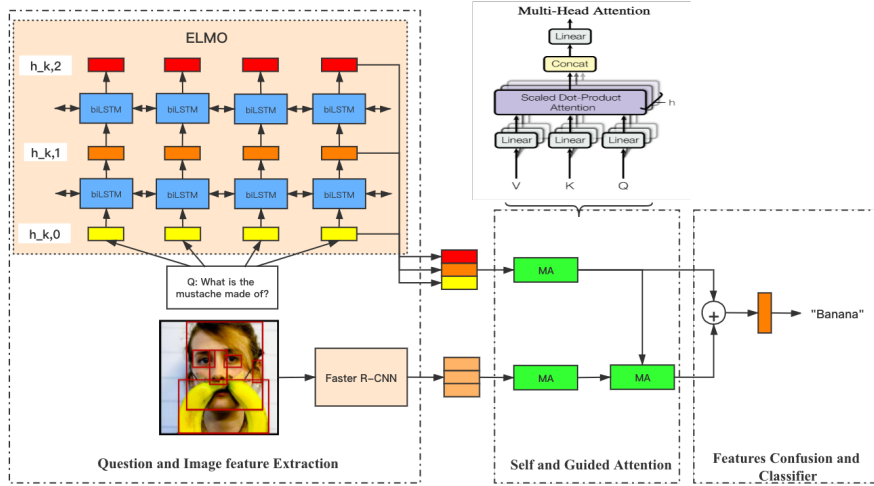 ELMO
h_k,2
biLSTM
biLSTM
biLSTM
biLSTM
h_k,1
biLSTM
biLSTM
biLSTM
biLSTM
h_k,0
Q: What is the
mustache made of?
Faster R-CNN
Question and Image feature Extraction
Multi-Head Attention
Linear
Concat
Scaled Dot-Product
Attention
h
Linear
Linear
Linear
V
K
Q
MA
MA
MA
Self and Guided Attention
+
"Banana"
Features Confusion and
Classifier